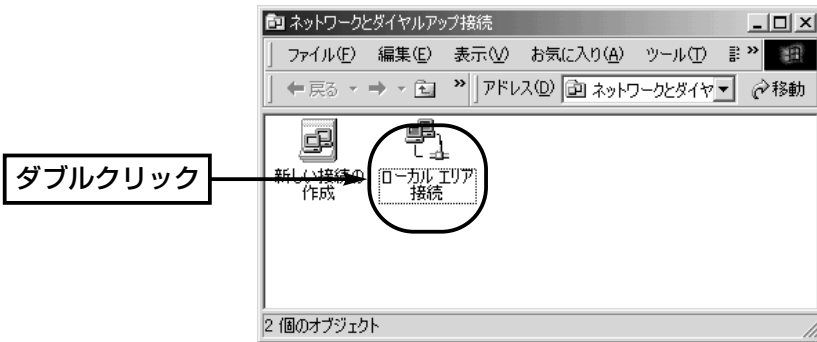 ネットワークとダイヤルアップ接続
ファイル(F) 編集(E) 表示(V) お気に入り(A) ツール(T) »
戻る » アドレス(D) ネットワークとダイヤ 移動
ダブルクリック
新しい接続の
作成
ローカル エリア
接続
2 個のオブジェクト